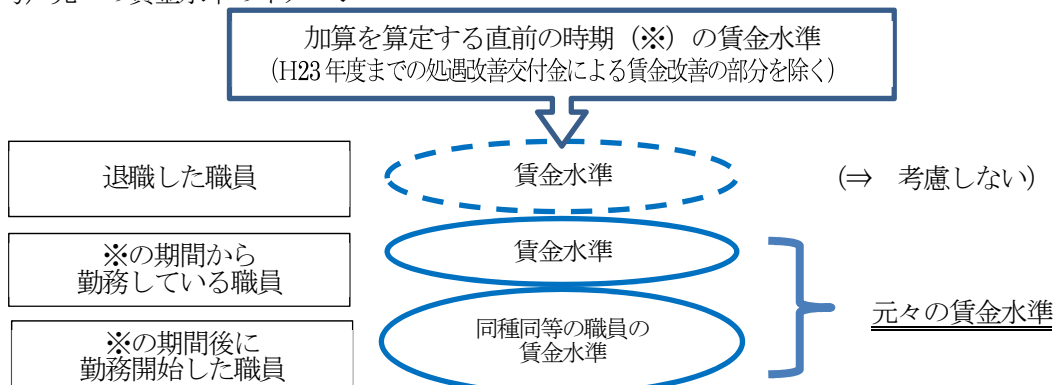 加算を算定する直前の時期（※）の賃金水準
（H23年度までの処遇改善交付金による賃金改善の部分を除く）
退職した職員
賃金水準
（⇒　考慮しない）
※の期間から
勤務している職員
賃金水準
元々の賃金水準
※の期間後に
勤務開始した職員
同種同等の職員の
賃金水準